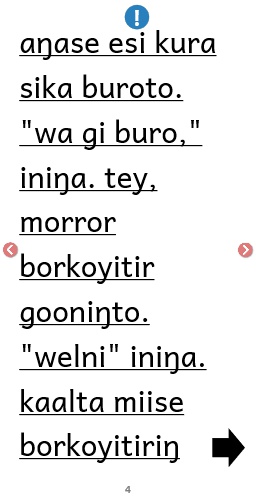 aŋase esi kura
sika buroto.
"wa gi buro,"
iniŋa. tey,
morror
borkoyitir
gooniŋto.
"welni" iniŋa.
kaalta miise
borkoyitiriŋ
4